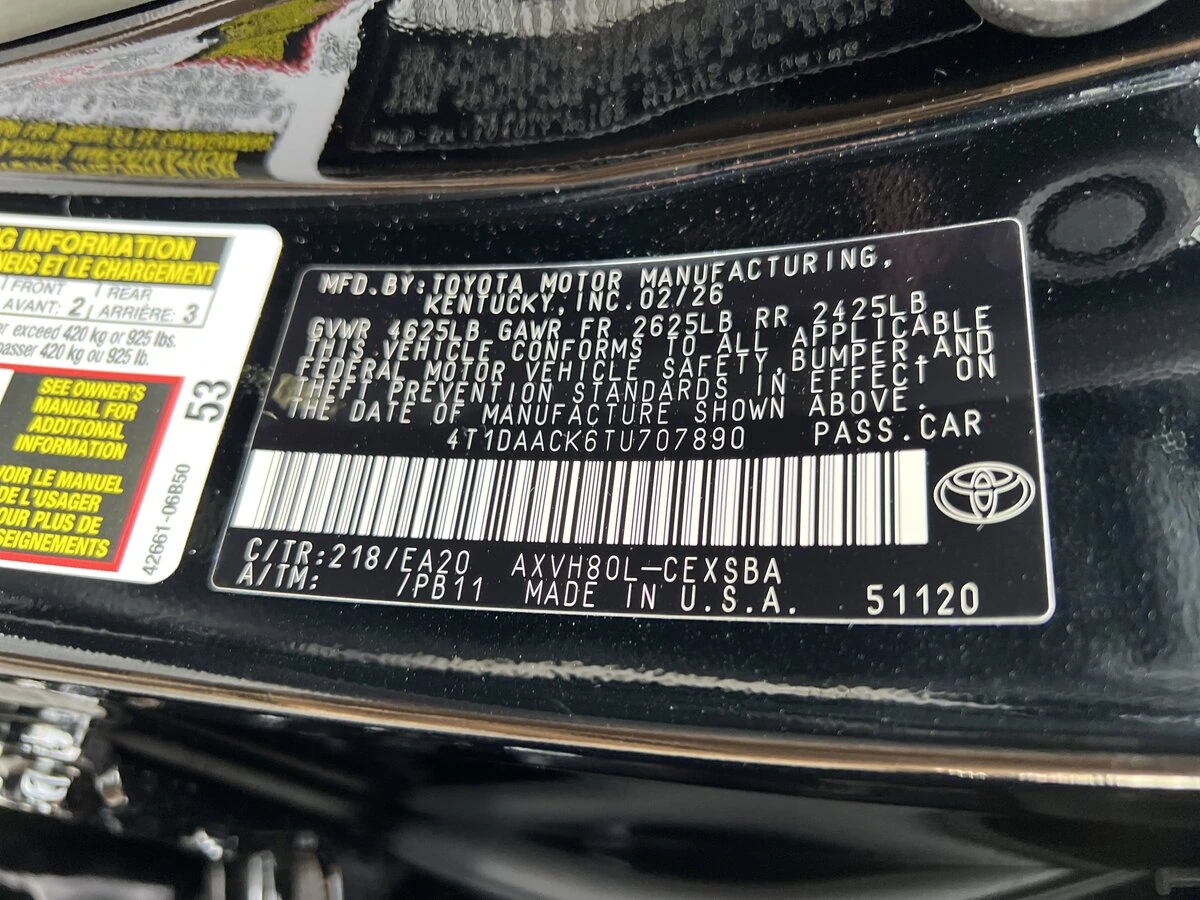 G INFORMATION
NEUS ET LE CHARGEMENT
FRONT REAR
AVANT: 2 ARRIÈRE: 3
er exceed 420 kg or 925 lbs.
passer 420 kg ou 925 lb.
SEE OWNER'S
MANUAL FOR
ADDITIONAL
INFORMATION
VOIR LE MANUEL
DE L'USAGER
POUR PLUS DE
SEIGNEMENTS
53
42661-06B50
MFD.BY:TOYOTA MOTOR MANUFACTURING,
KENTUCKY, INC. 02/26
GVWR 4625LB GAWR FR 2625LB RR 2425LB
THIS VEHICLE CONFORMS TO ALL APPLICABLE
FEDERAL MOTOR VEHICLE SAFETY,BUMPER,AND
THEFT PREVENTION STANDARDS IN EFFECT ON
THE DATE OF MANUFACTURE SHOWN ABOVE.
4T1DAACK6TU707890 PASS.CAR
C/TR:218/EA20 AXVH80L-CEXSBA
A/TM: /PB11 MADE IN U.S.A. 51120